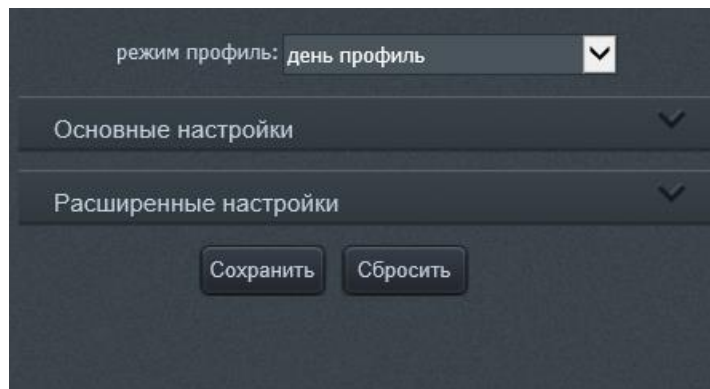 режим профиль: день профиль
Основные настройки
Расширенные настройки
Сохранить Сбросить